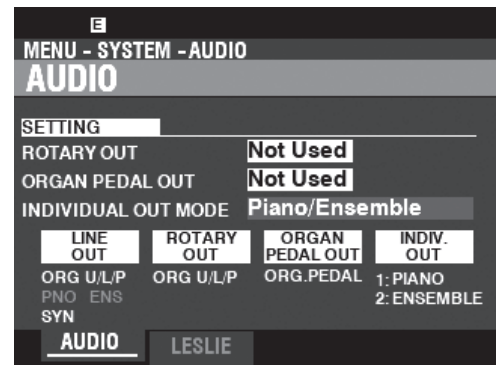 E
MENU - SYSTEM - AUDIO
AUDIO
SETTING
ROTARY OUT Not Used
ORGAN PEDAL OUT Not Used
INDIVIDUAL OUT MODE Piano/Ensemble
LINE OUT ROTARY OUT ORGAN PEDAL OUT INDIV. OUT
ORG U/L/P ORG U/L/P ORG.PEDAL 1: PIANO
PNO ENS 2: ENSEMBLE
SYN
AUDIO LESLIE